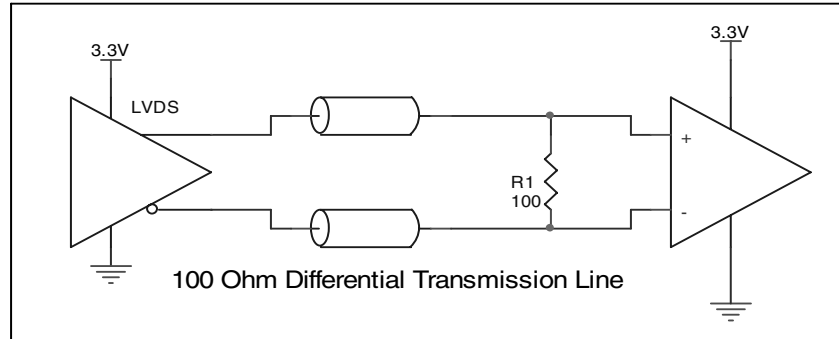 3.3V
3.3V
LVDS
+
R1
100
-
100 Ohm Differential Transmission Line